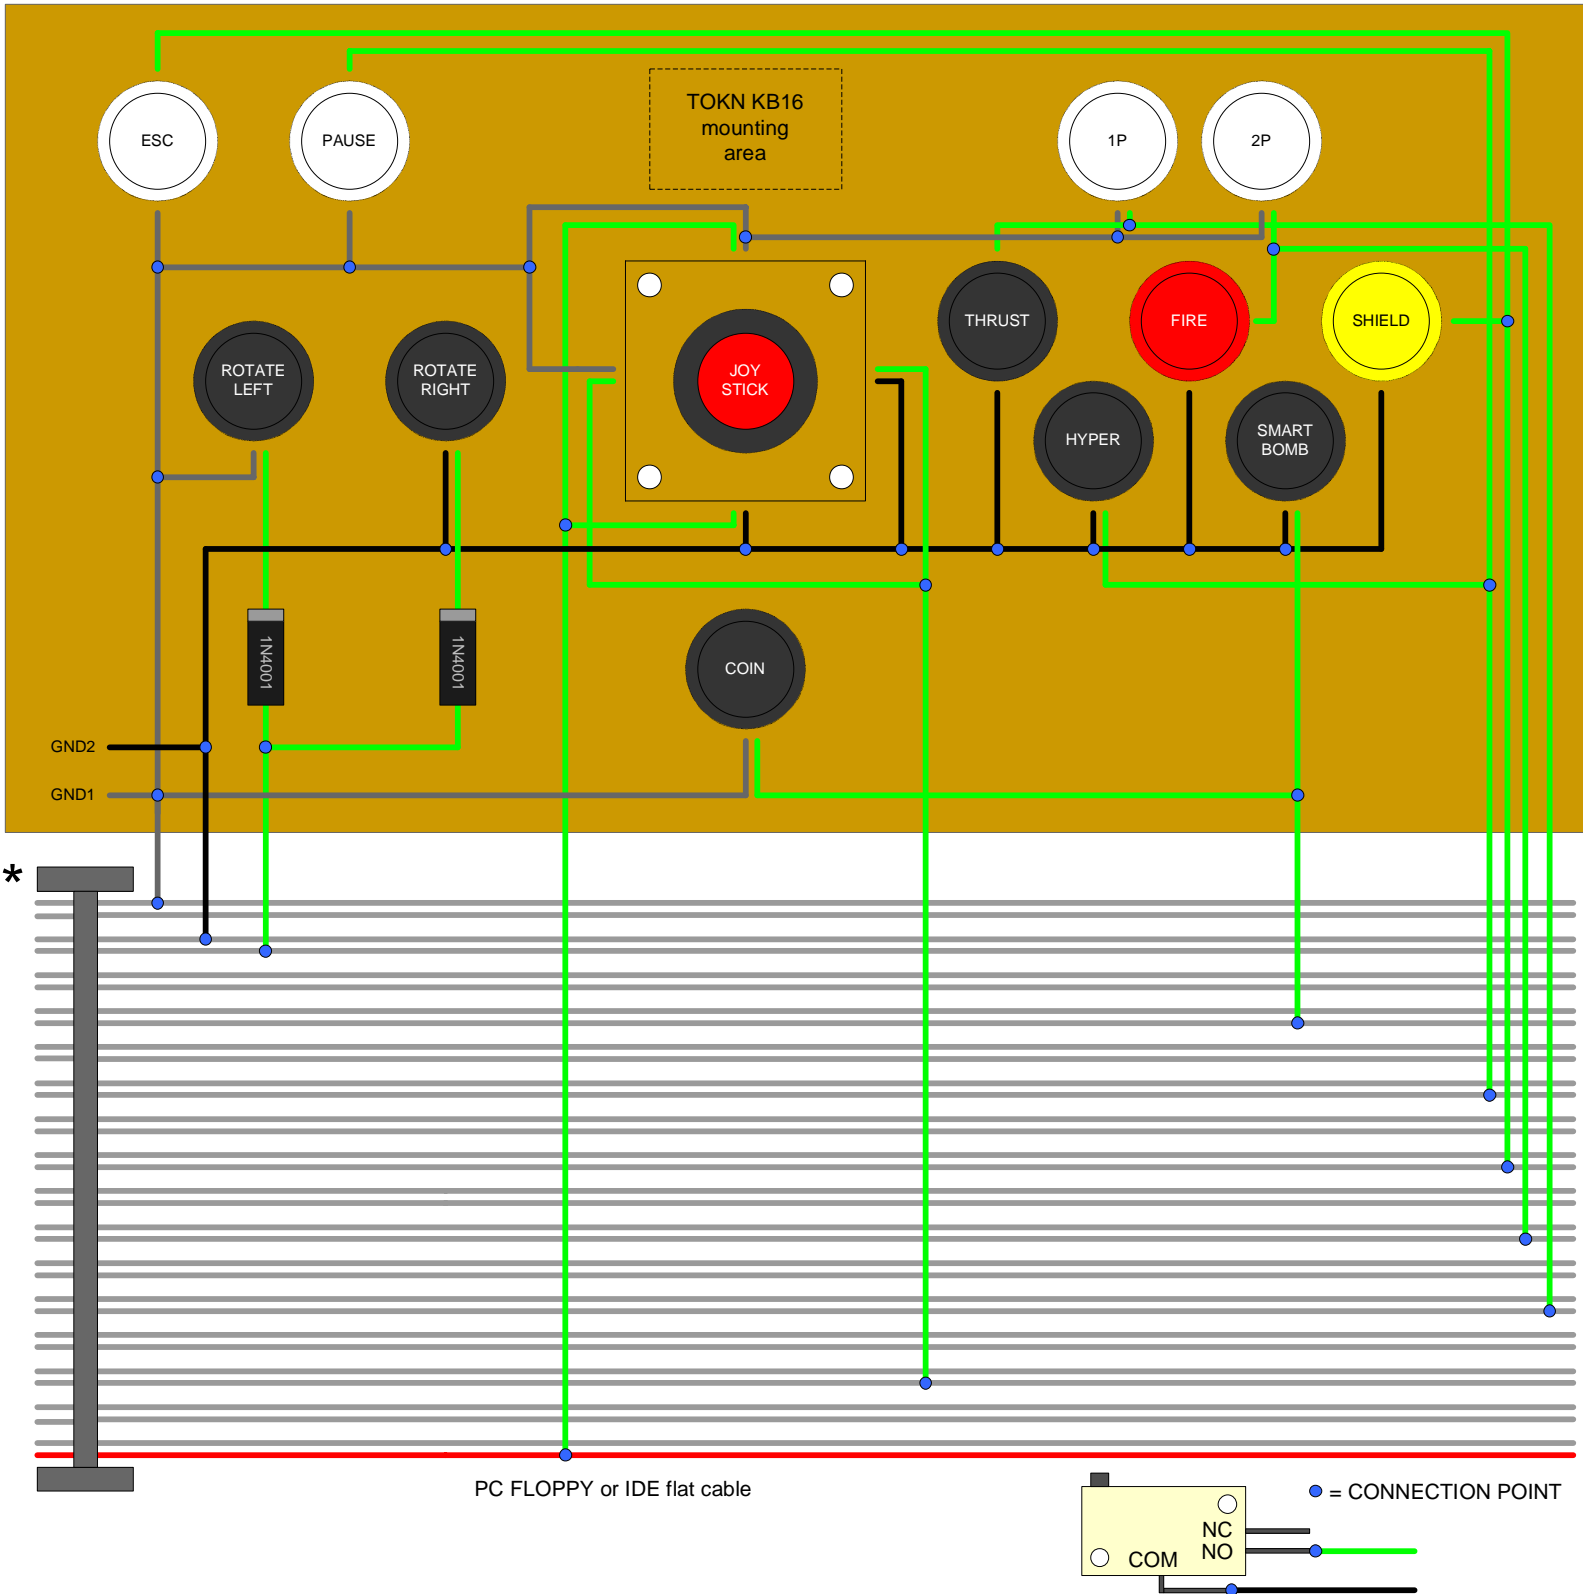 ESC
PAUSE
TOKN KB16
mounting
area
1P
2P
THRUST
FIRE
SHIELD
ROTATE
LEFT
ROTATE
RIGHT
JOY
STICK
HYPER
SMART
BOMB
1N4001
1N4001
COIN
GND2
GND1
*
PC FLOPPY or IDE flat cable
= CONNECTION POINT
NC
NO
COM